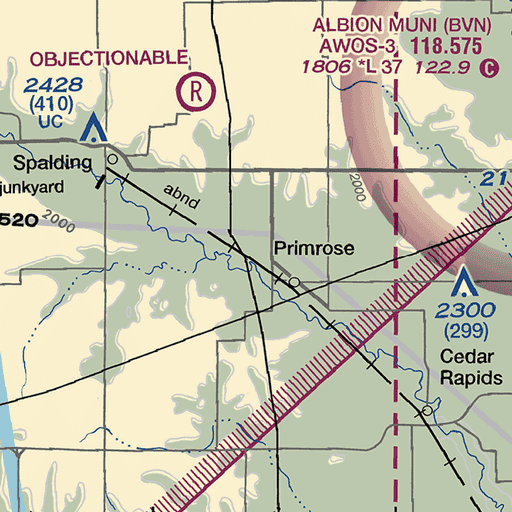 ALBION MUNI (BVN)
AWOS-3 118.575
1806 *L 37 122.9 C
OBJECTIONABLE
R
2428
(410)
UC
Spalding
junkyard
520
2000
abnd
2000
21
Primrose
2300
(299)
Cedar
Rapids